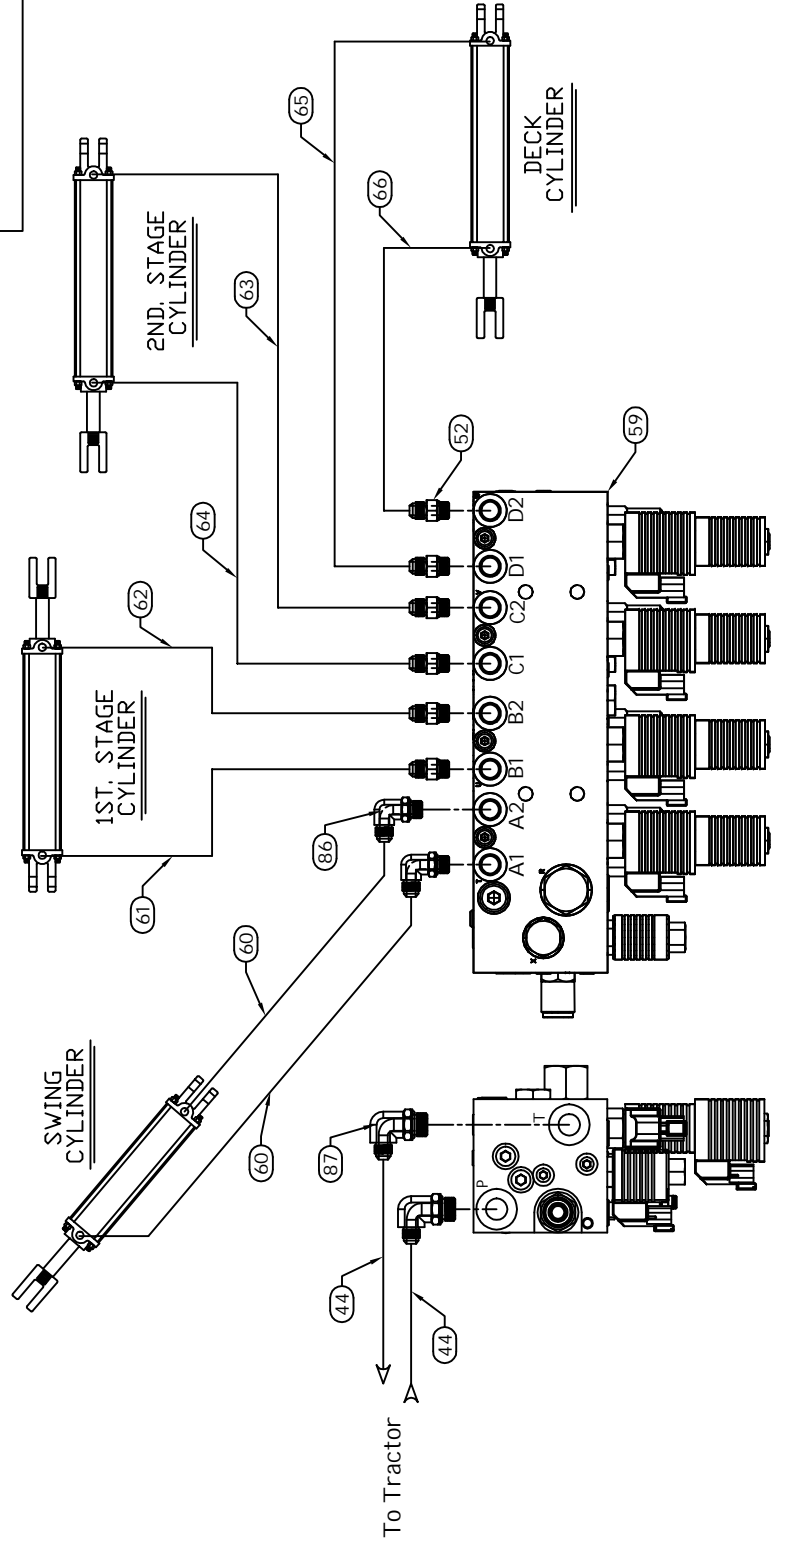 SWING
CYLINDER
1ST. STAGE
CYLINDER
2ND. STAGE
CYLINDER
DECK
CYLINDER
61
62
64
63
65
66
60
60
86
52
59
87
44
44
To Tractor
P
T
A1
A2
B1
B2
C1
C2
D1
D2